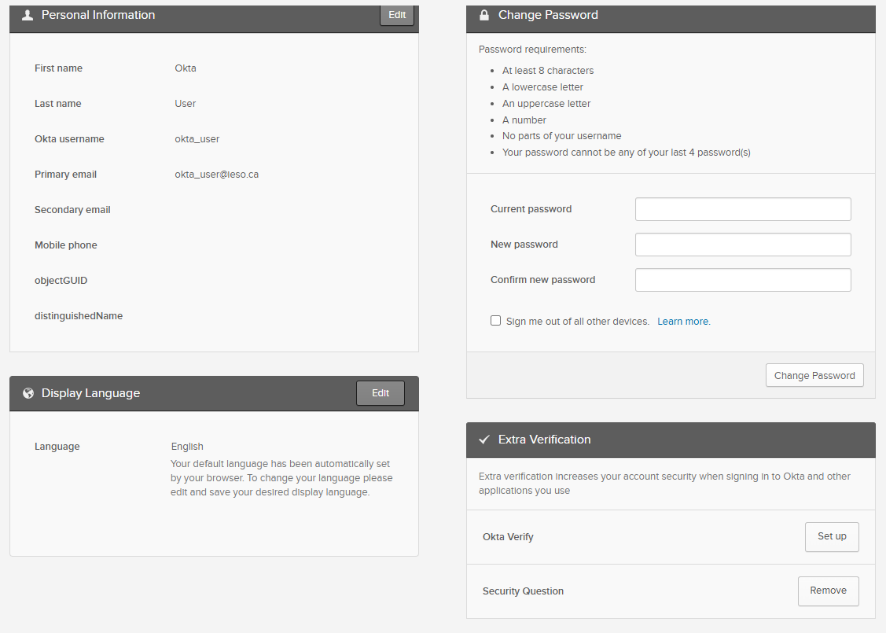 Personal Information
Edit
First name Okta
Last name User
Okta username okta_user
Primary email okta_user@ieso.ca
Secondary email
Mobile phone
objectGUID
distinguishedName
Display Language
Edit
Language English
Your default language has been automatically set
by your browser. To change your language please
edit and save your desired display language.
Change Password
Password requirements:
• At least 8 characters
• A lowercase letter
• An uppercase letter
• A number
• No parts of your username
• Your password cannot be any of your last 4 password(s)
Current password
New password
Confirm new password
Sign me out of all other devices. Learn more.
Change Password
Extra Verification
Extra verification increases your account security when signing in to Okta and other
applications you use
Okta Verify Set up
Security Question Remove